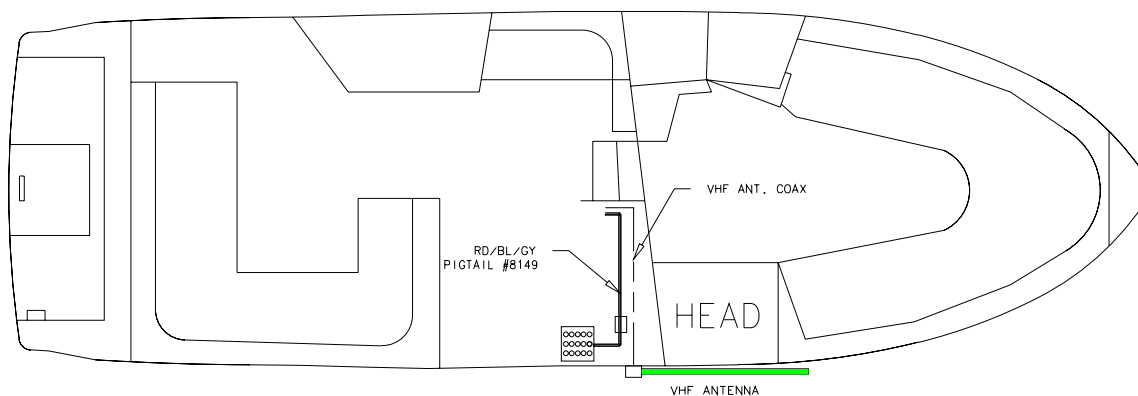 VHF ANT. COAX
RD/BL/GY
PIGTAIL #8149
HEAD
VHF ANTENNA